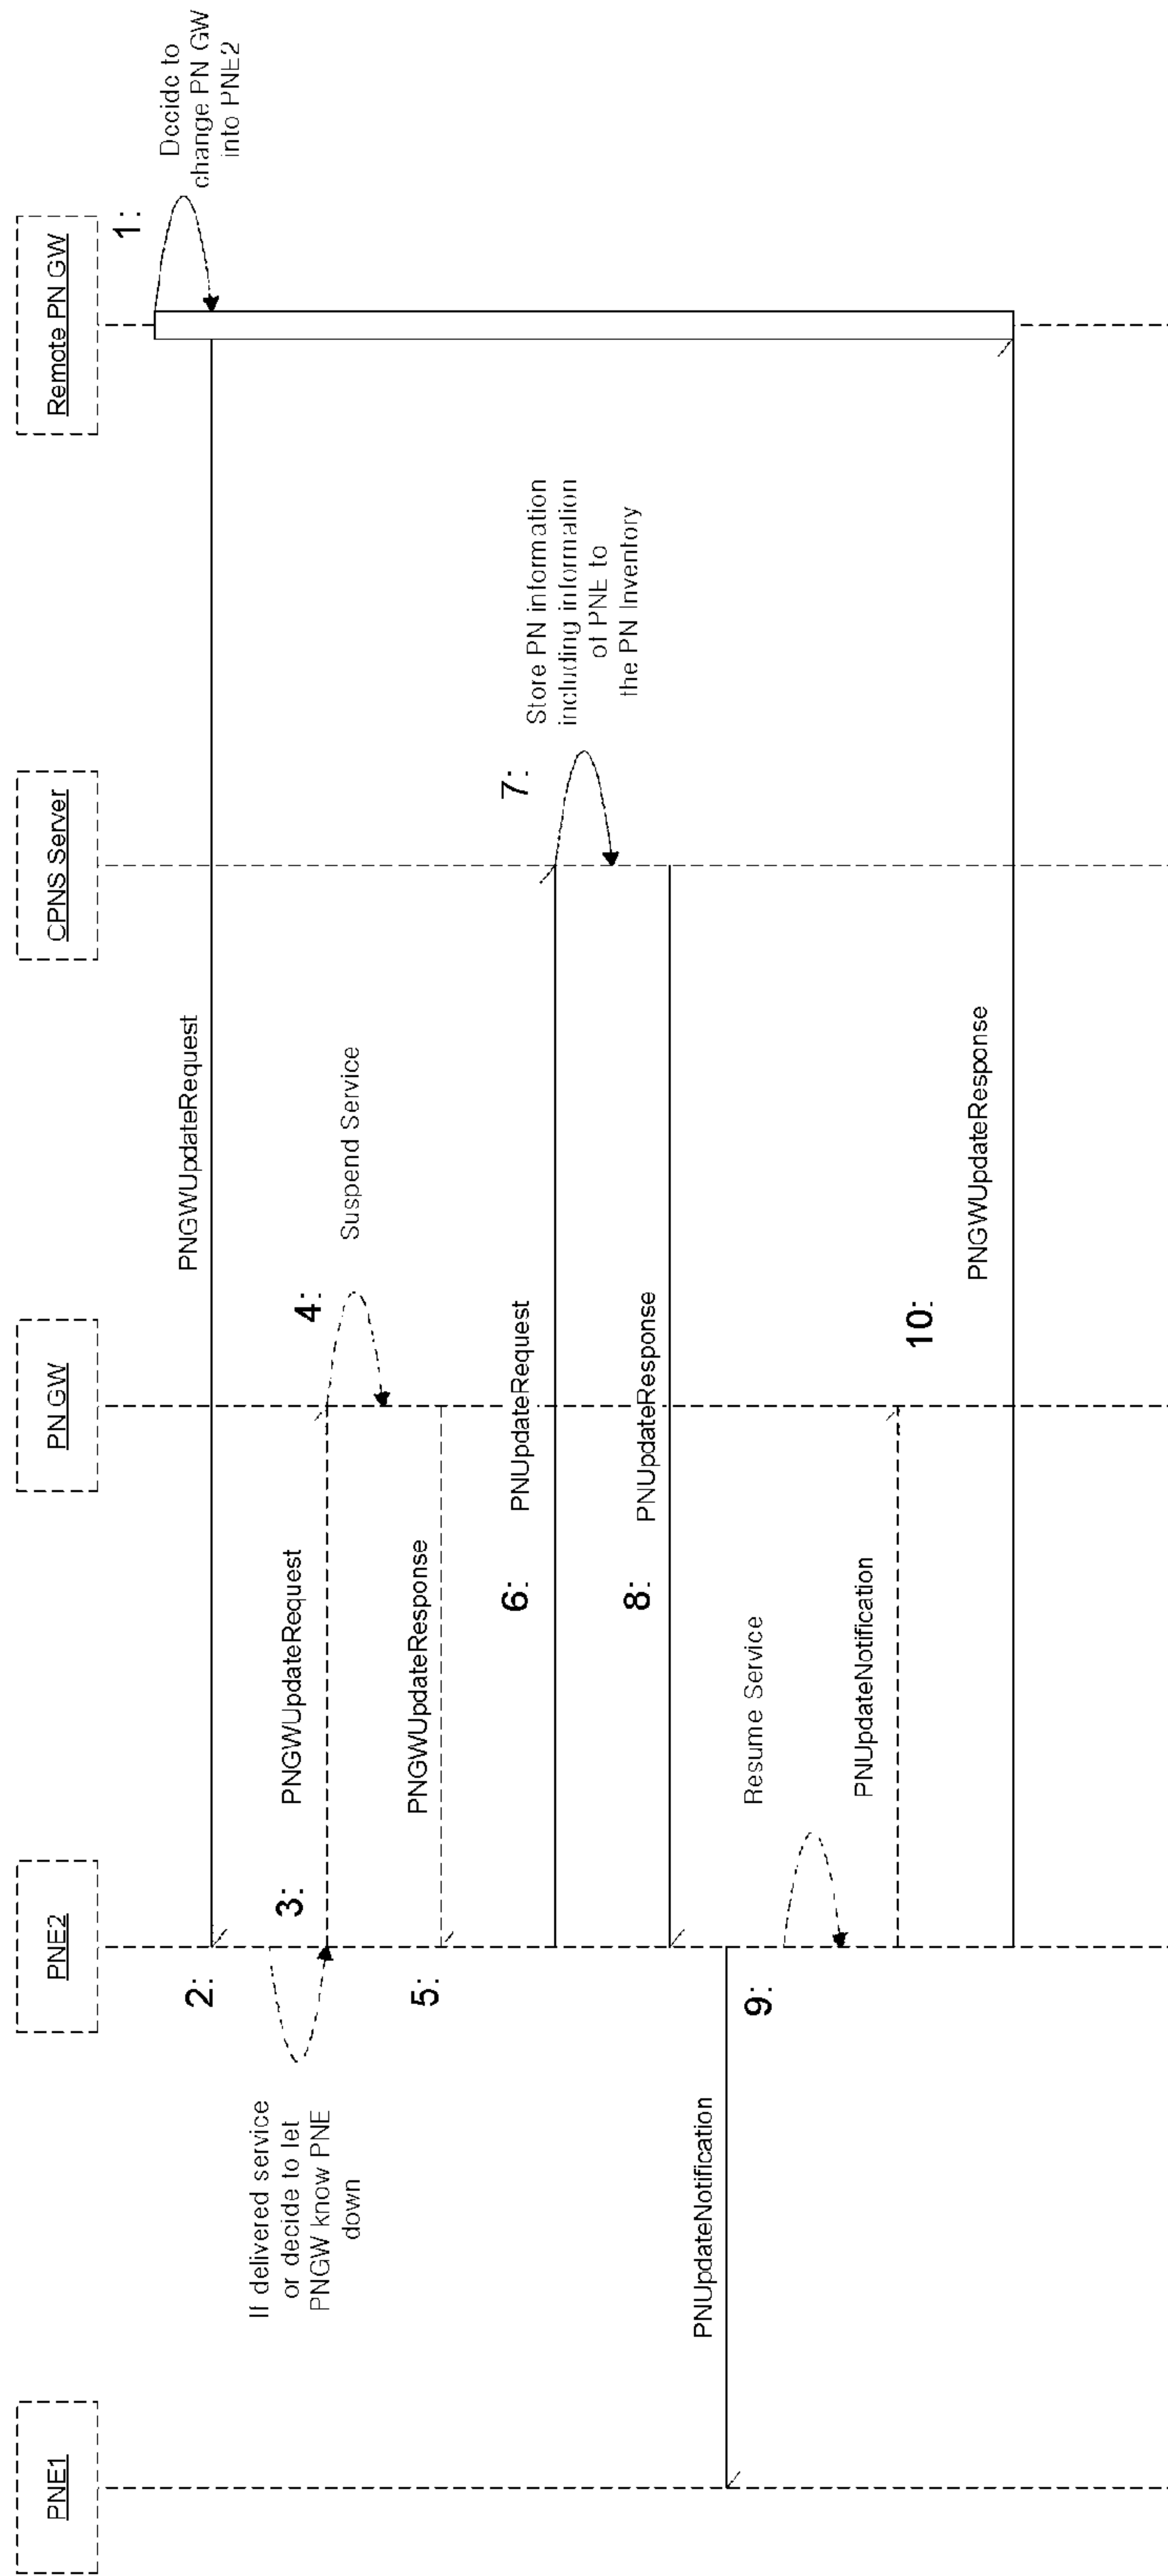 PNE1
PNE2
PN GW
CPNS Server
Remote PN GW
1:
Decide to
change PN GW
into PNE2
2:
PNGWUpdateRequest
If delivered service
or decide to let
PNGW know PNE
down
3:
PNGWUpdateRequest
4:
Suspend Service
5:
PNGWUpdateResponse
6:
PNUpdateRequest
7:
Store PN information
including information
of PNE to
the PN Inventory
8:
PNUpdateResponse
PNUpdateNotification
9:
Resume Service
PNUpdateNotification
10:
PNGWUpdateResponse